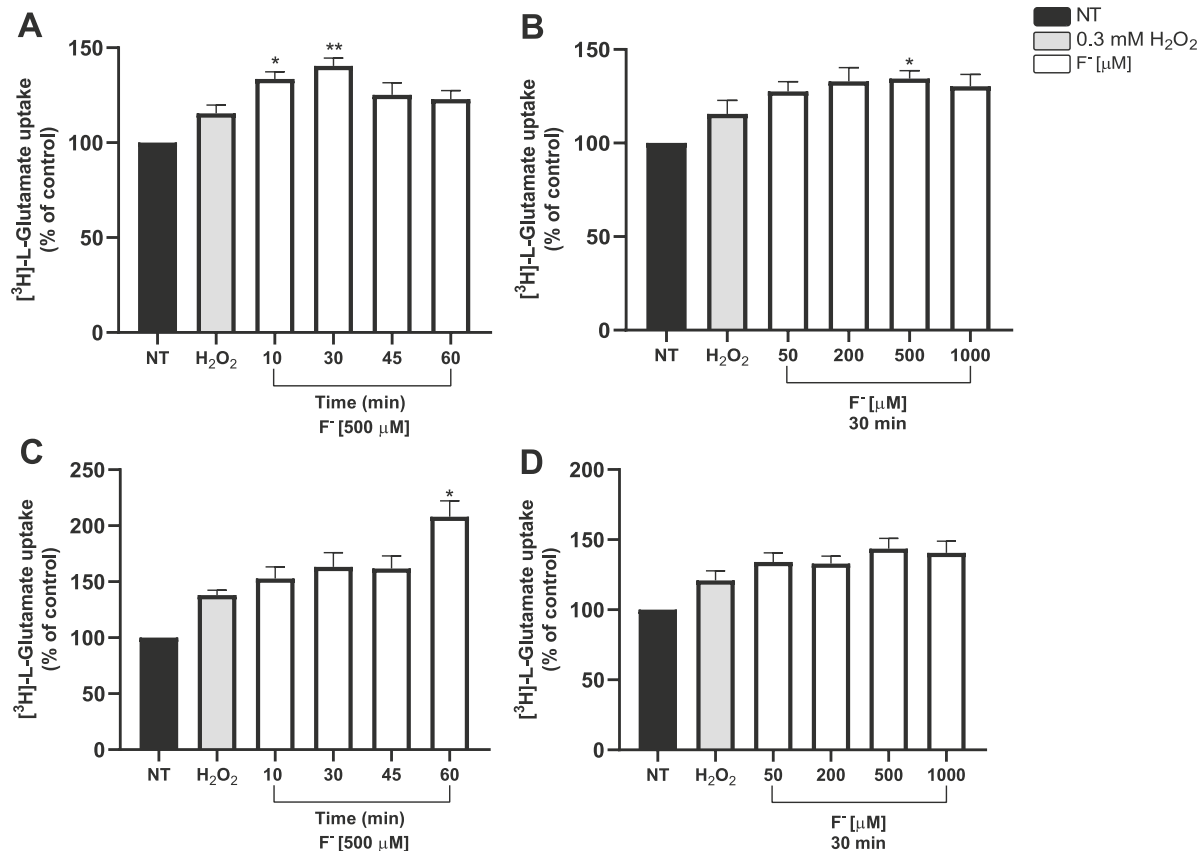 NT
0.3 mM H₂O₂
F⁻ [μM]
A
[³H]-L-Glutamate uptake
(% of control)
150
100
50
0
*
**
NT H₂O₂ 10 30 45 60
Time (min)
F⁻ [500 μM]
B
[³H]-L-Glutamate uptake
(% of control)
150
100
50
0
*
NT H₂O₂ 50 200 500 1000
F⁻ [μM]
30 min
C
[³H]-L-Glutamate uptake
(% of control)
250
200
150
100
50
0
*
NT H₂O₂ 10 30 45 60
Time (min)
F⁻ [500 μM]
D
[³H]-L-Glutamate uptake
(% of control)
200
150
100
50
0
NT H₂O₂ 50 200 500 1000
F⁻ [μM]
30 min